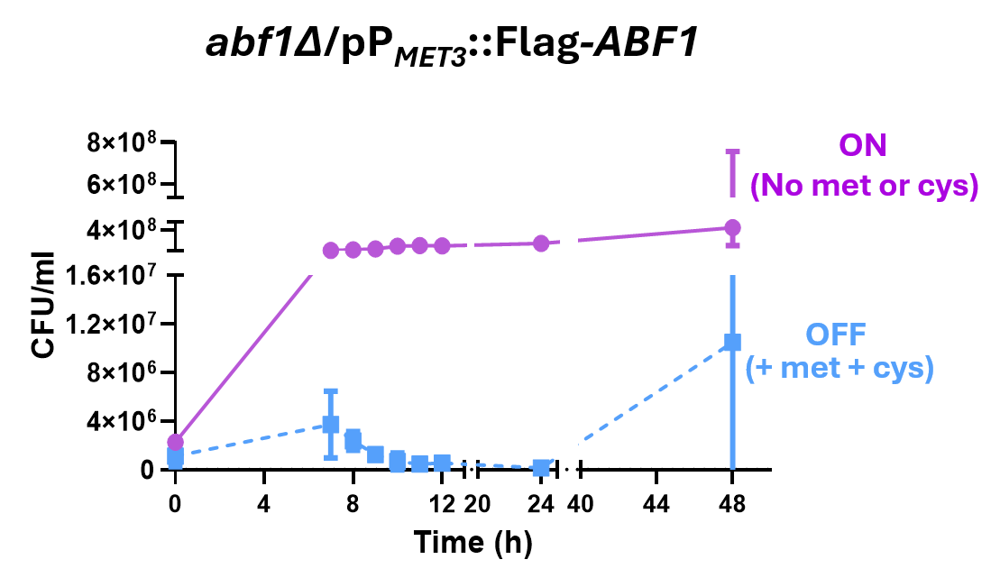 abf1Δ/pP_MET3::Flag-ABF1
8×10⁸
6×10⁸
4×10⁸
1.6×10⁷
1.2×10⁷
8×10⁶
4×10⁶
0
CFU/ml
0 4 8 12 20 24 40 44 48
Time (h)
ON
(No met or cys)
OFF
(+ met + cys)